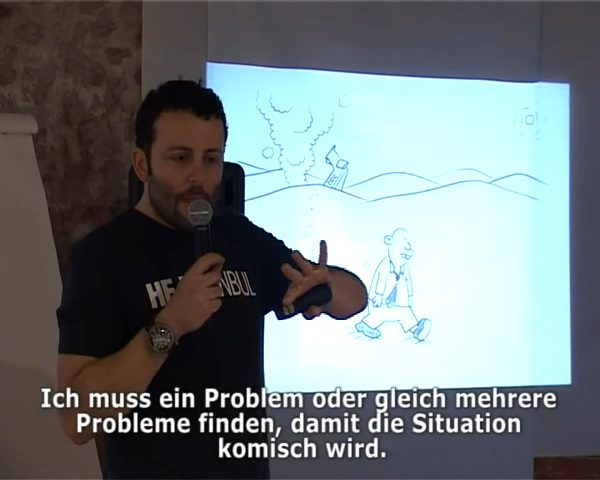 Ich muss ein Problem oder gleich mehrere
Probleme finden, damit die Situation
komisch wird.